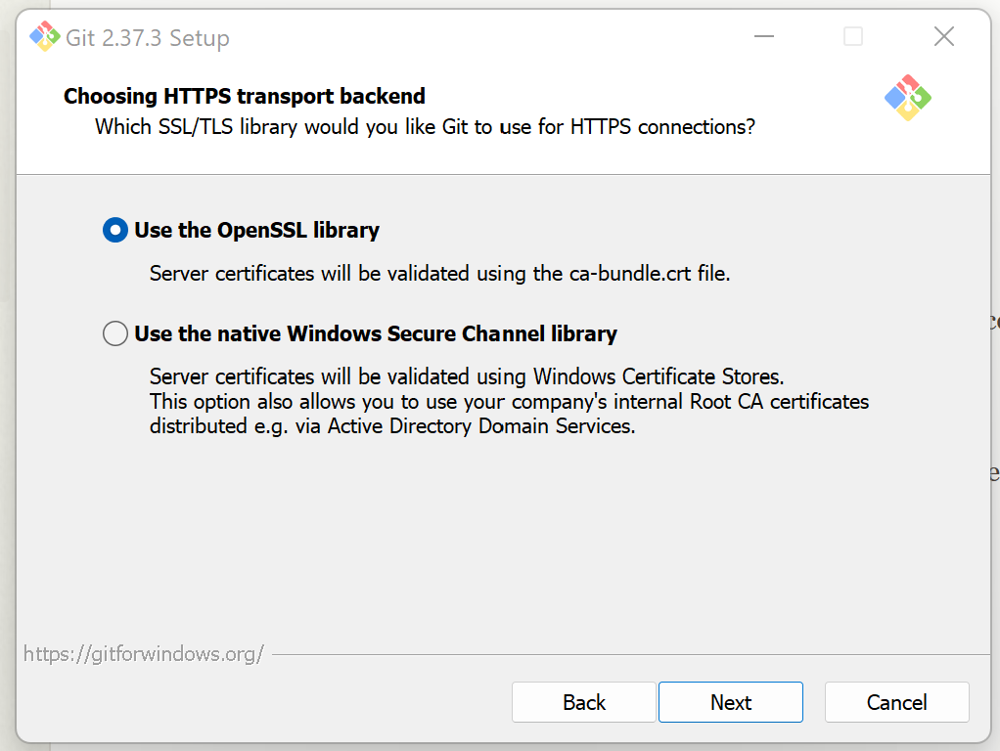 Git 2.37.3 Setup
Choosing HTTPS transport backend
Which SSL/TLS library would you like Git to use for HTTPS connections?
Use the OpenSSL library
Server certificates will be validated using the ca-bundle.crt file.
Use the native Windows Secure Channel library
Server certificates will be validated using Windows Certificate Stores.
This option also allows you to use your company's internal Root CA certificates
distributed e.g. via Active Directory Domain Services.
https://gitforwindows.org/
Back
Next
Cancel